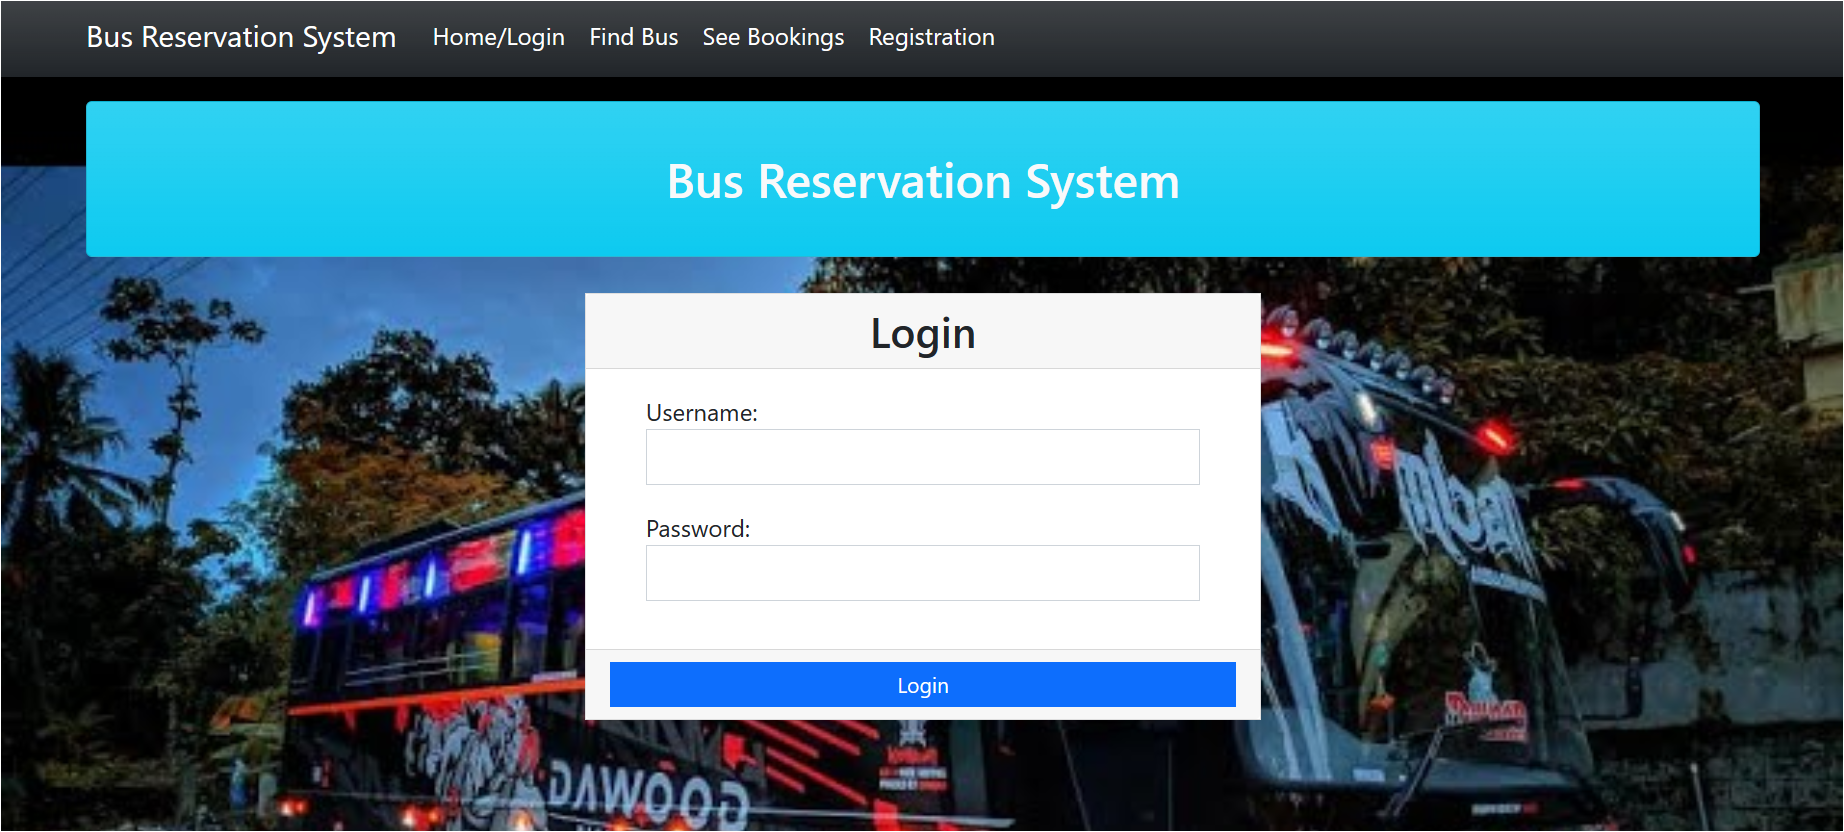 Bus Reservation System Home/Login Find Bus See Bookings Registration
Bus Reservation System
Login
Username:
Password:
Login
DAWOOD